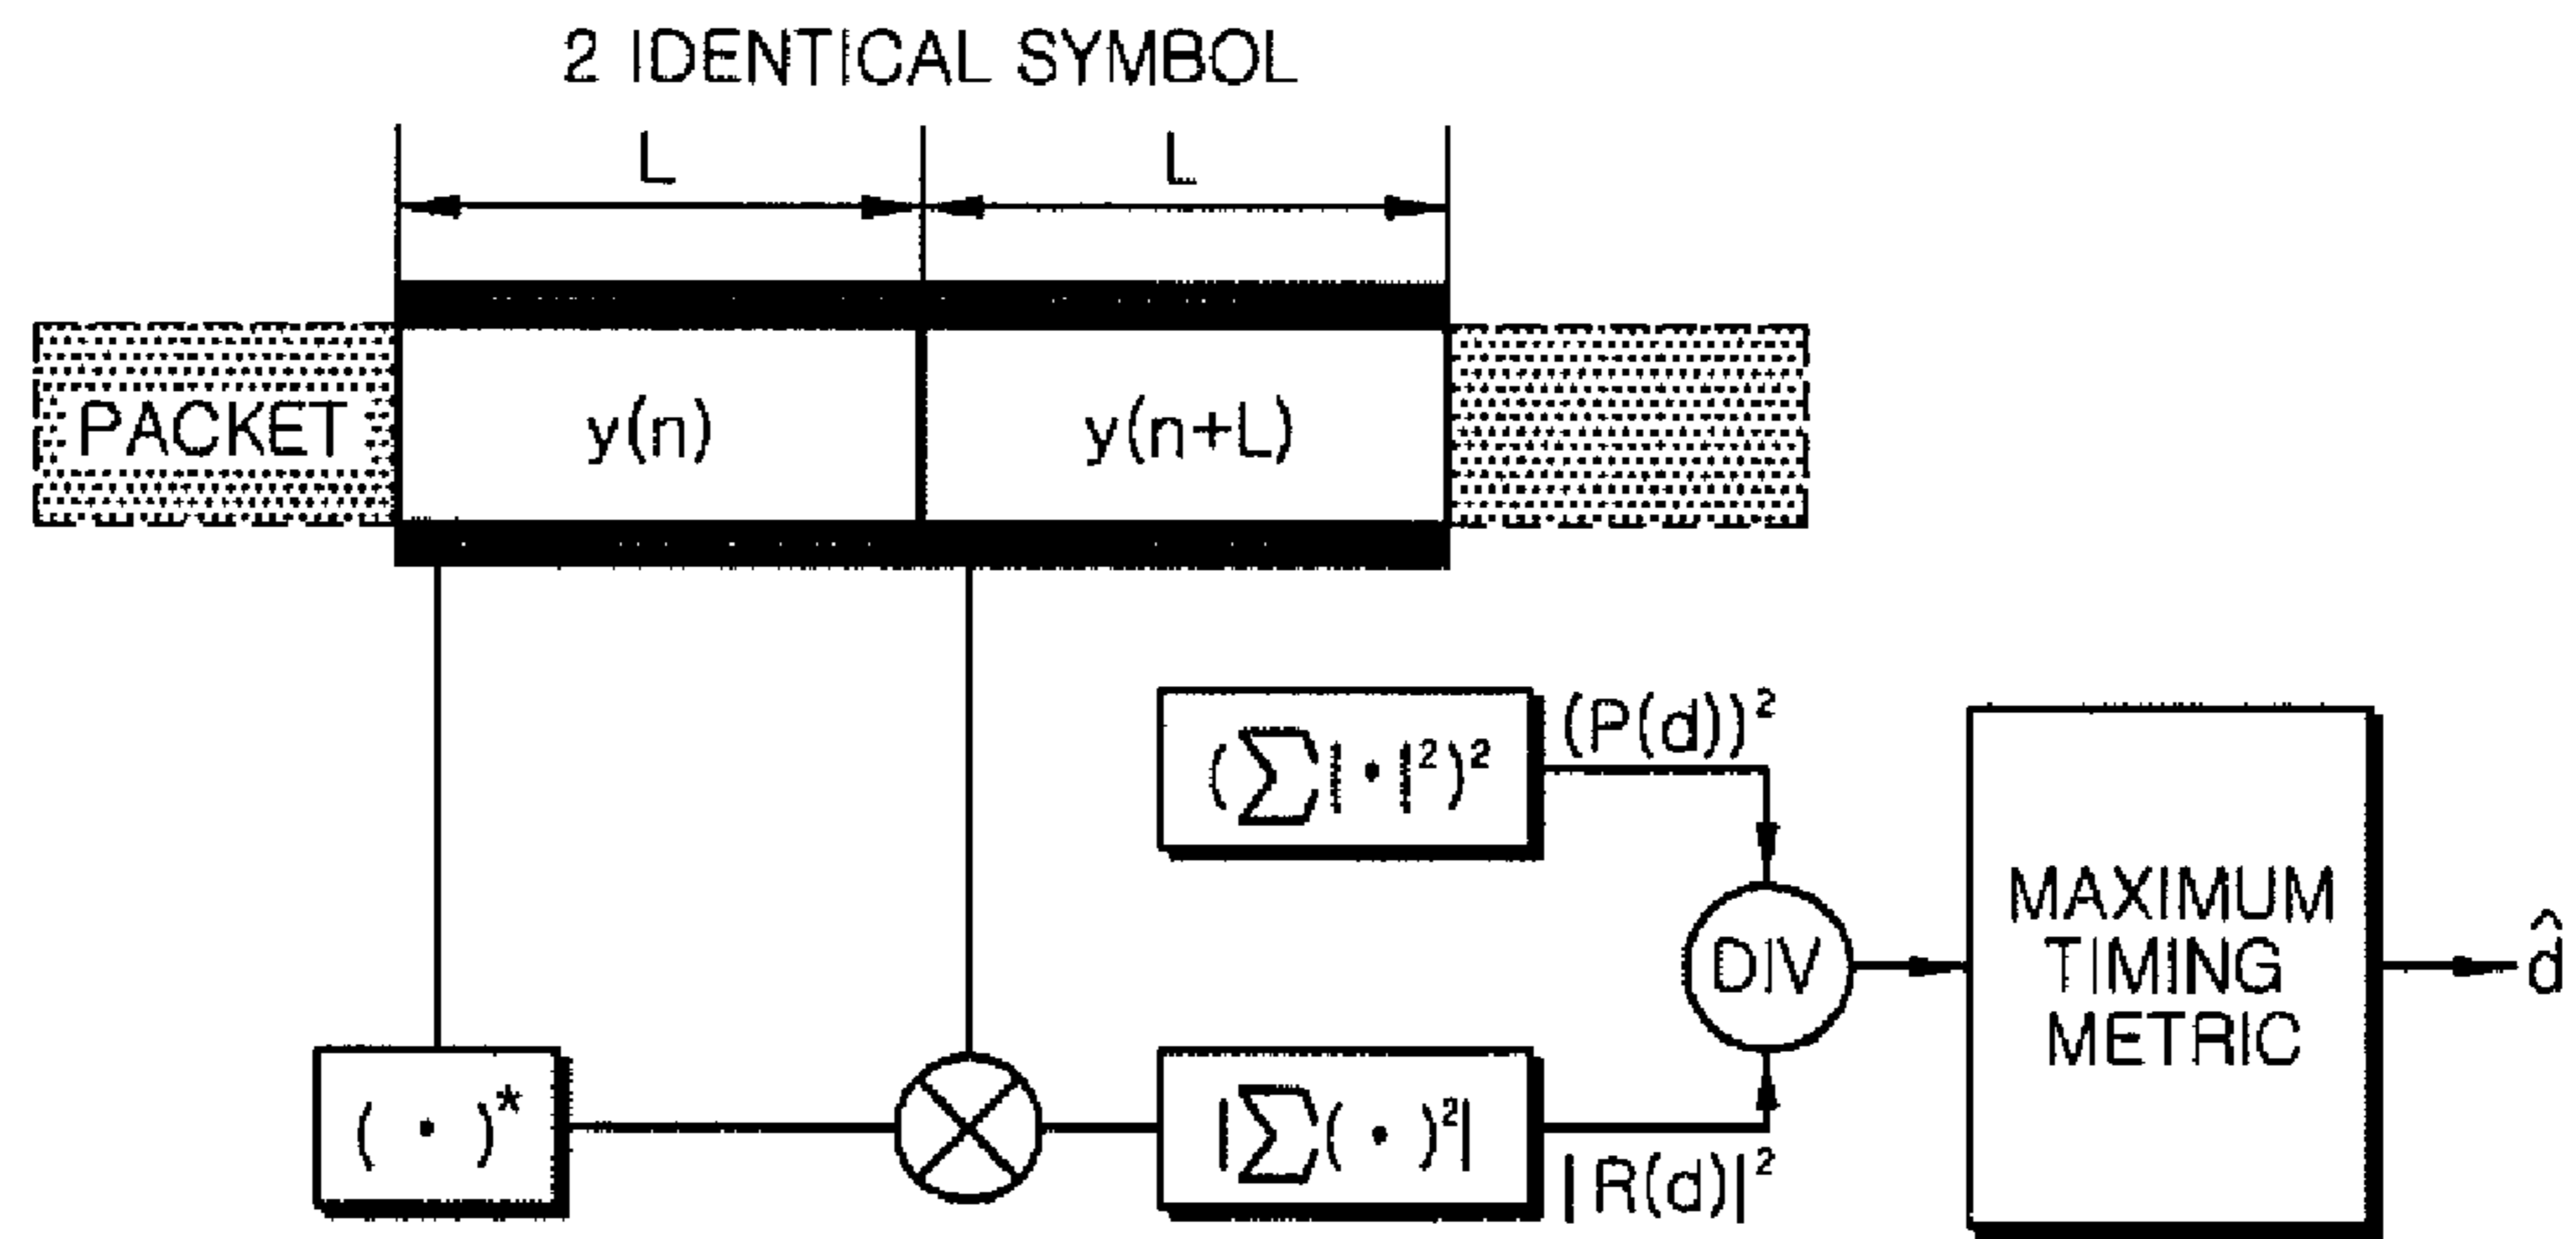 2 IDENTICAL SYMBOL
L L
PACKET y(n) y(n+L)
(∑|•|²)² (P(d))²
MAXIMUM
TIMING
METRIC
DIV
d̂
( • )* |∑( • )²| |R(d)|²